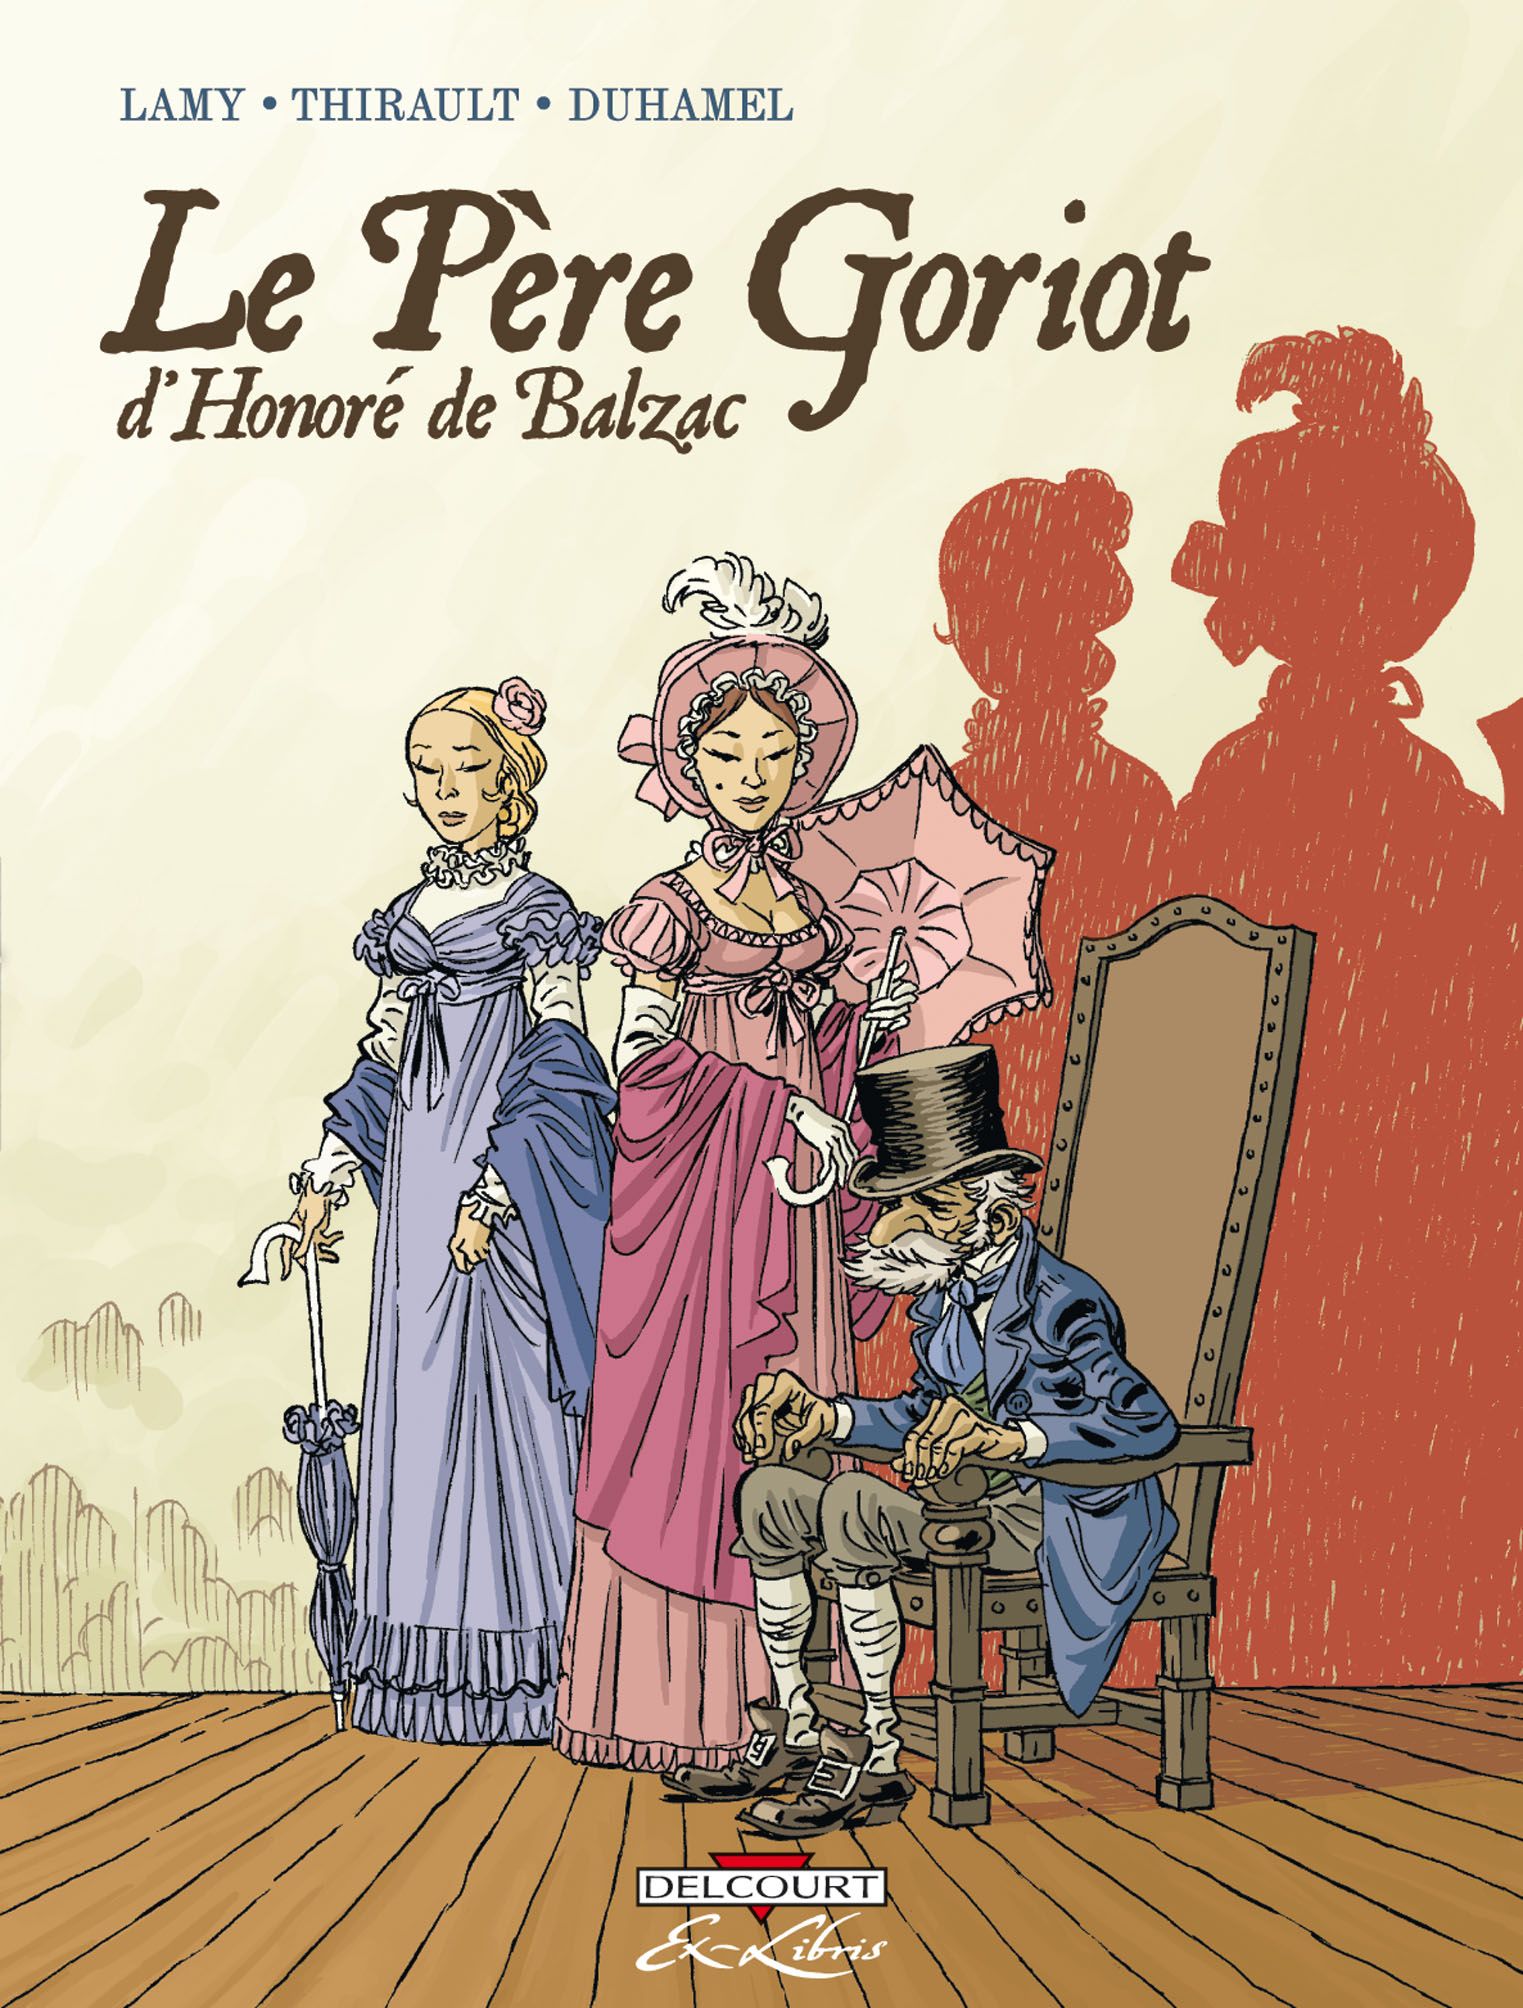 LAMY • THIRAULT • DUHAMEL
Le Père Goriot
d'Honoré de Balzac
DELCOURT
Ex-Libris